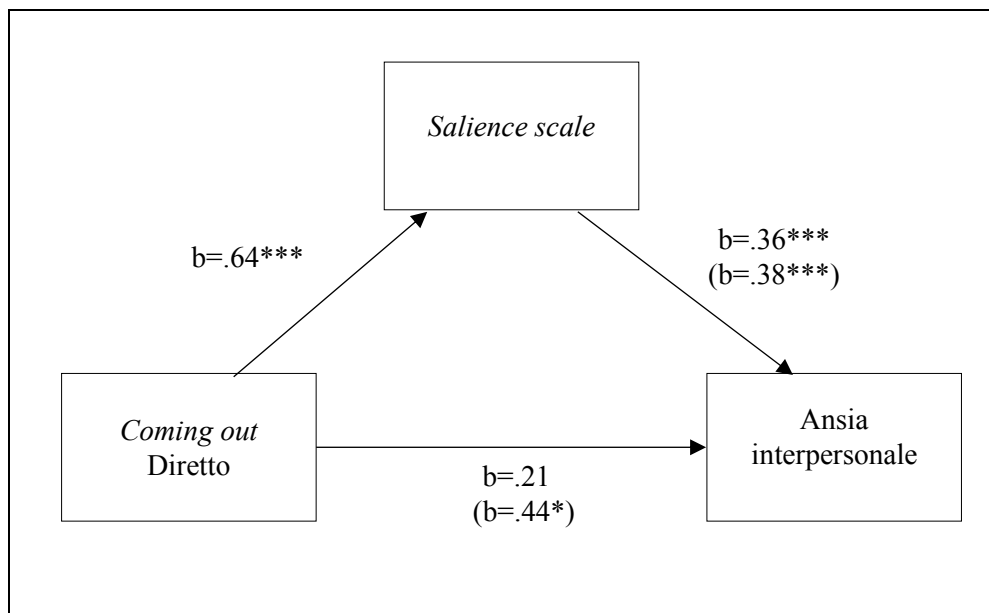 Salience scale
b=.64***
b=.36***
(b=.38***)
Coming out
Diretto
b=.21
(b=.44*)
Ansia
interpersonale